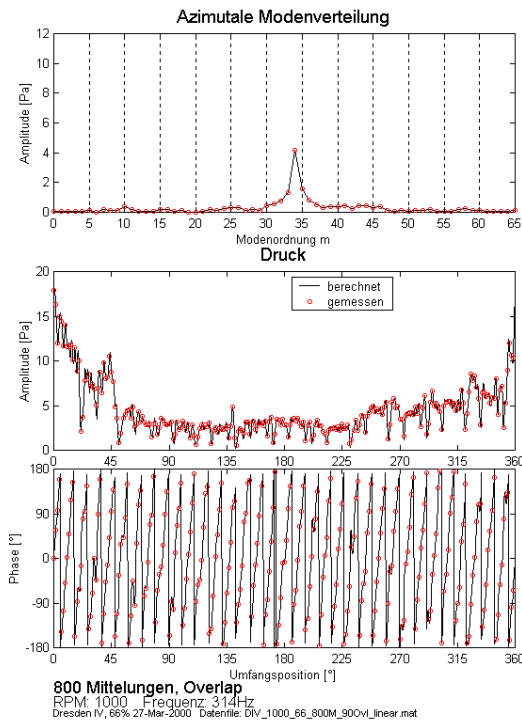 Azimutale Modenverteilung
12
10
8
6
4
2
0
Amplitude [Pa]
0 5 10 15 20 25 30 35 40 45 50 55 60 65
Modenordnung m
Druck
20
15
10
5
0
Amplitude [Pa]
berechnet
gemessen
0 45 90 135 180 225 270 315 360
180
90
0
-90
-180
Phase [°]
0 45 90 135 180 225 270 315 360
Umfangsposition [°]
800 Mittelungen, Overlap
RPM: 1000 Frequenz: 314Hz
Dresden IV, 66% 27-Mar-2000 Datenfile: DIV_1000_66_800M_90Ovl_linear.mat